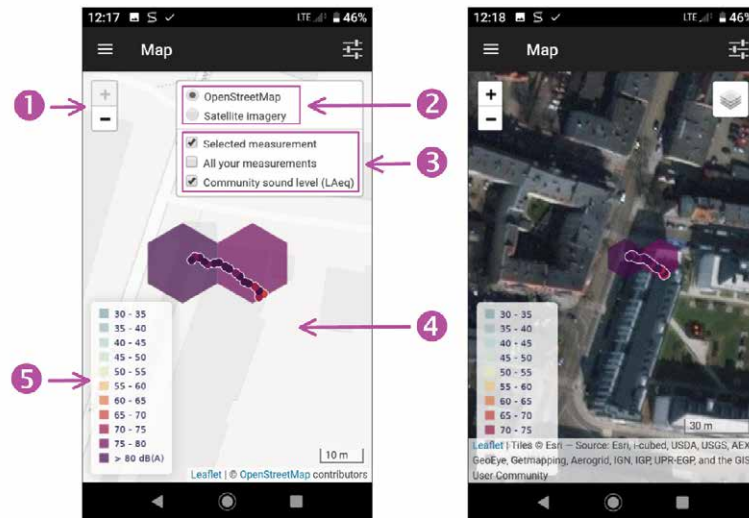 12:17
LTE
46%
Map
+
−
OpenStreetMap
Satellite imagery
Selected measurement
All your measurements
Community sound level (LAeq)
1
2
3
4
5
30 - 35
35 - 40
40 - 45
45 - 50
50 - 55
55 - 60
60 - 65
65 - 70
70 - 75
75 - 80
> 80 dB(A)
10 m
Leaflet | © OpenStreetMap contributors
12:18
LTE
46%
Map
+
−
30 - 35
35 - 40
40 - 45
45 - 50
50 - 55
55 - 60
60 - 65
65 - 70
70 - 75
30 m
Leaflet | Tiles © Esri — Source: Esri, i-cubed, USDA, USGS, AEX,
GeoEye, Getmapping, Aerogrid, IGN, IGP, UPR-EGP, and the GIS
User Community